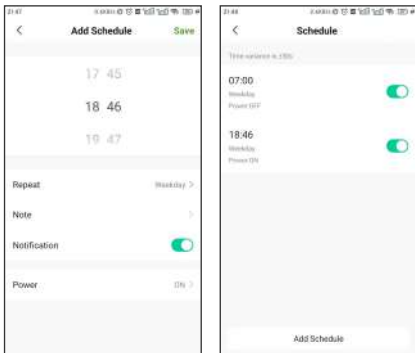 21:47
Add Schedule
Save
17 45
18 46
19 47
Repeat
Weekday
Note
Notification
Power
ON
21:48
Schedule
Time variance is ±30s
07:00
Weekday
Power OFF
18:46
Weekday
Power ON
Add Schedule